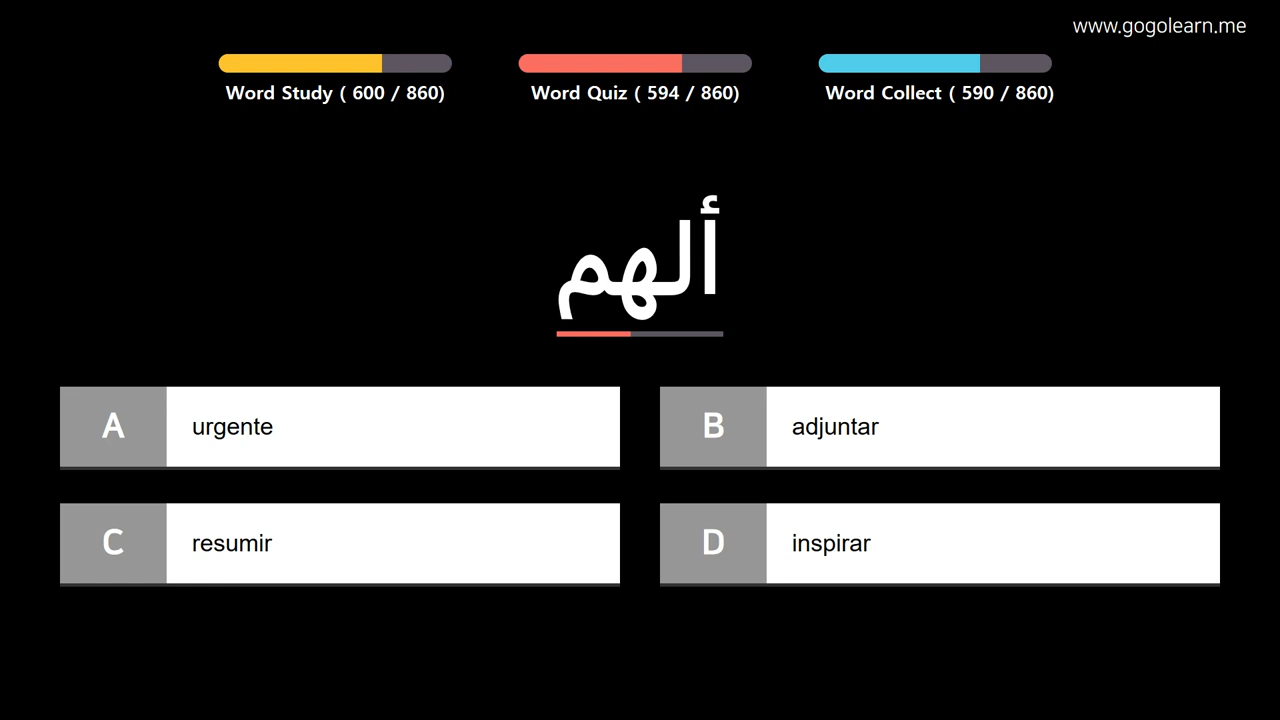 www.gogolearn.me
Word Study ( 600 / 860)
Word Quiz ( 594 / 860)
Word Collect ( 590 / 860)
ألهم
A urgente
B adjuntar
C resumir
D inspirar